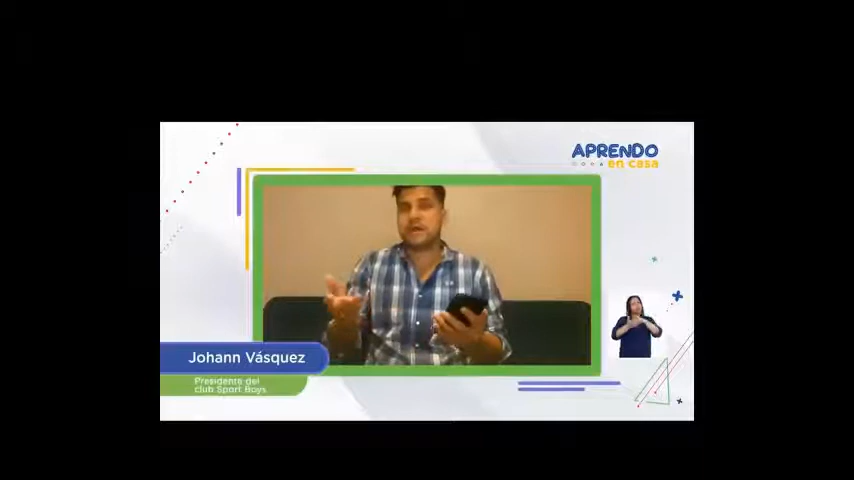 APRENDO
en casa
Johann Vásquez
Presidente del
club Sport Boys